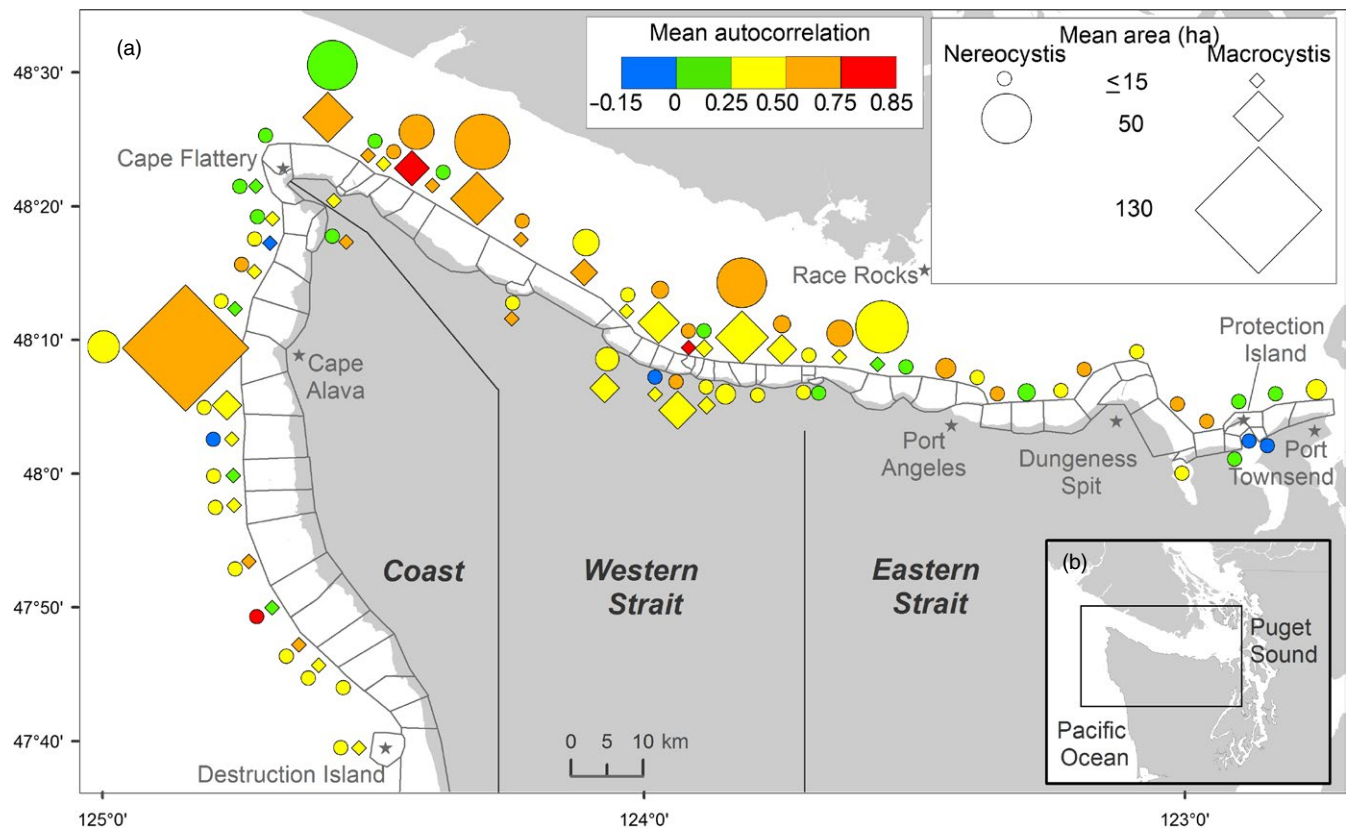 (a)
Mean autocorrelation
−0.15 0 0.25 0.50 0.75 0.85
Mean area (ha)
Nereocystis Macrocystis
≤15
50
130
48°30'
48°20'
48°10'
48°0'
47°50'
47°40'
125°0'
124°0'
123°0'
Cape Flattery
Race Rocks
Cape
Alava
Protection
Island
Port
Angeles
Dungeness
Spit
Port
Townsend
Coast
Western
Strait
Eastern
Strait
Destruction Island
0 5 10 km
(b)
Puget
Sound
Pacific
Ocean